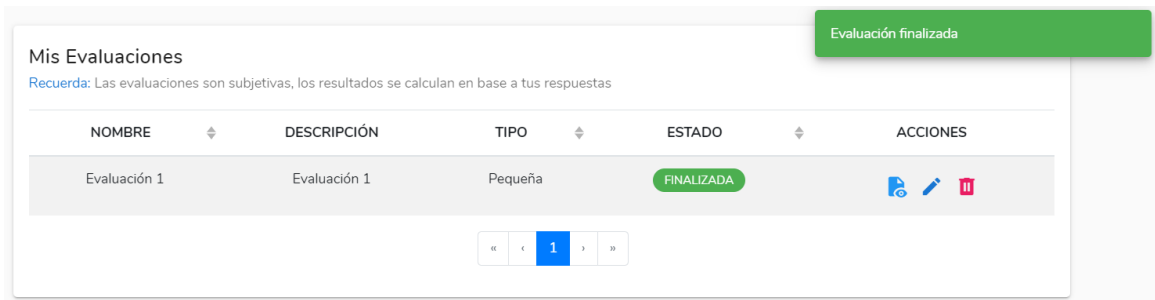 Evaluación finalizada
Mis Evaluaciones
Recuerda: Las evaluaciones son subjetivas, los resultados se calculan en base a tus respuestas
NOMBRE DESCRIPCIÓN TIPO ESTADO ACCIONES
Evaluación 1 Evaluación 1 Pequeña FINALIZADA
« ‹ 1 › »